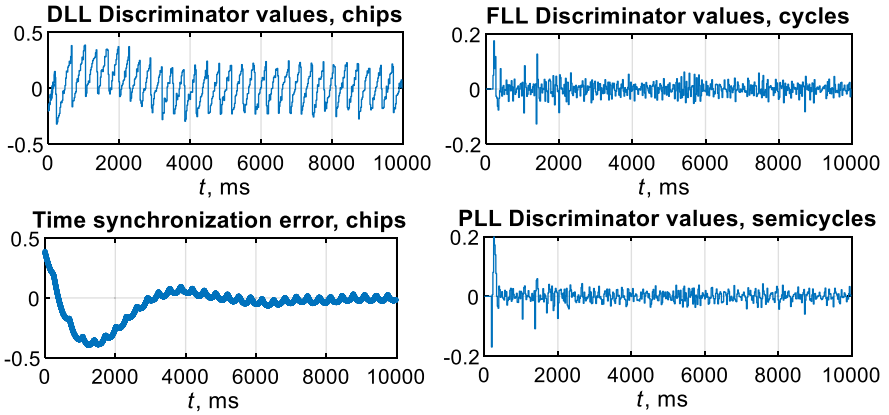 DLL Discriminator values, chips
0.5
0
-0.5
0 2000 4000 6000 8000 10000
t, ms
FLL Discriminator values, cycles
0.2
0
-0.2
0 2000 4000 6000 8000 10000
t, ms
Time synchronization error, chips
0.5
0
-0.5
0 2000 4000 6000 8000 10000
t, ms
PLL Discriminator values, semicycles
0.2
0
-0.2
0 2000 4000 6000 8000 10000
t, ms